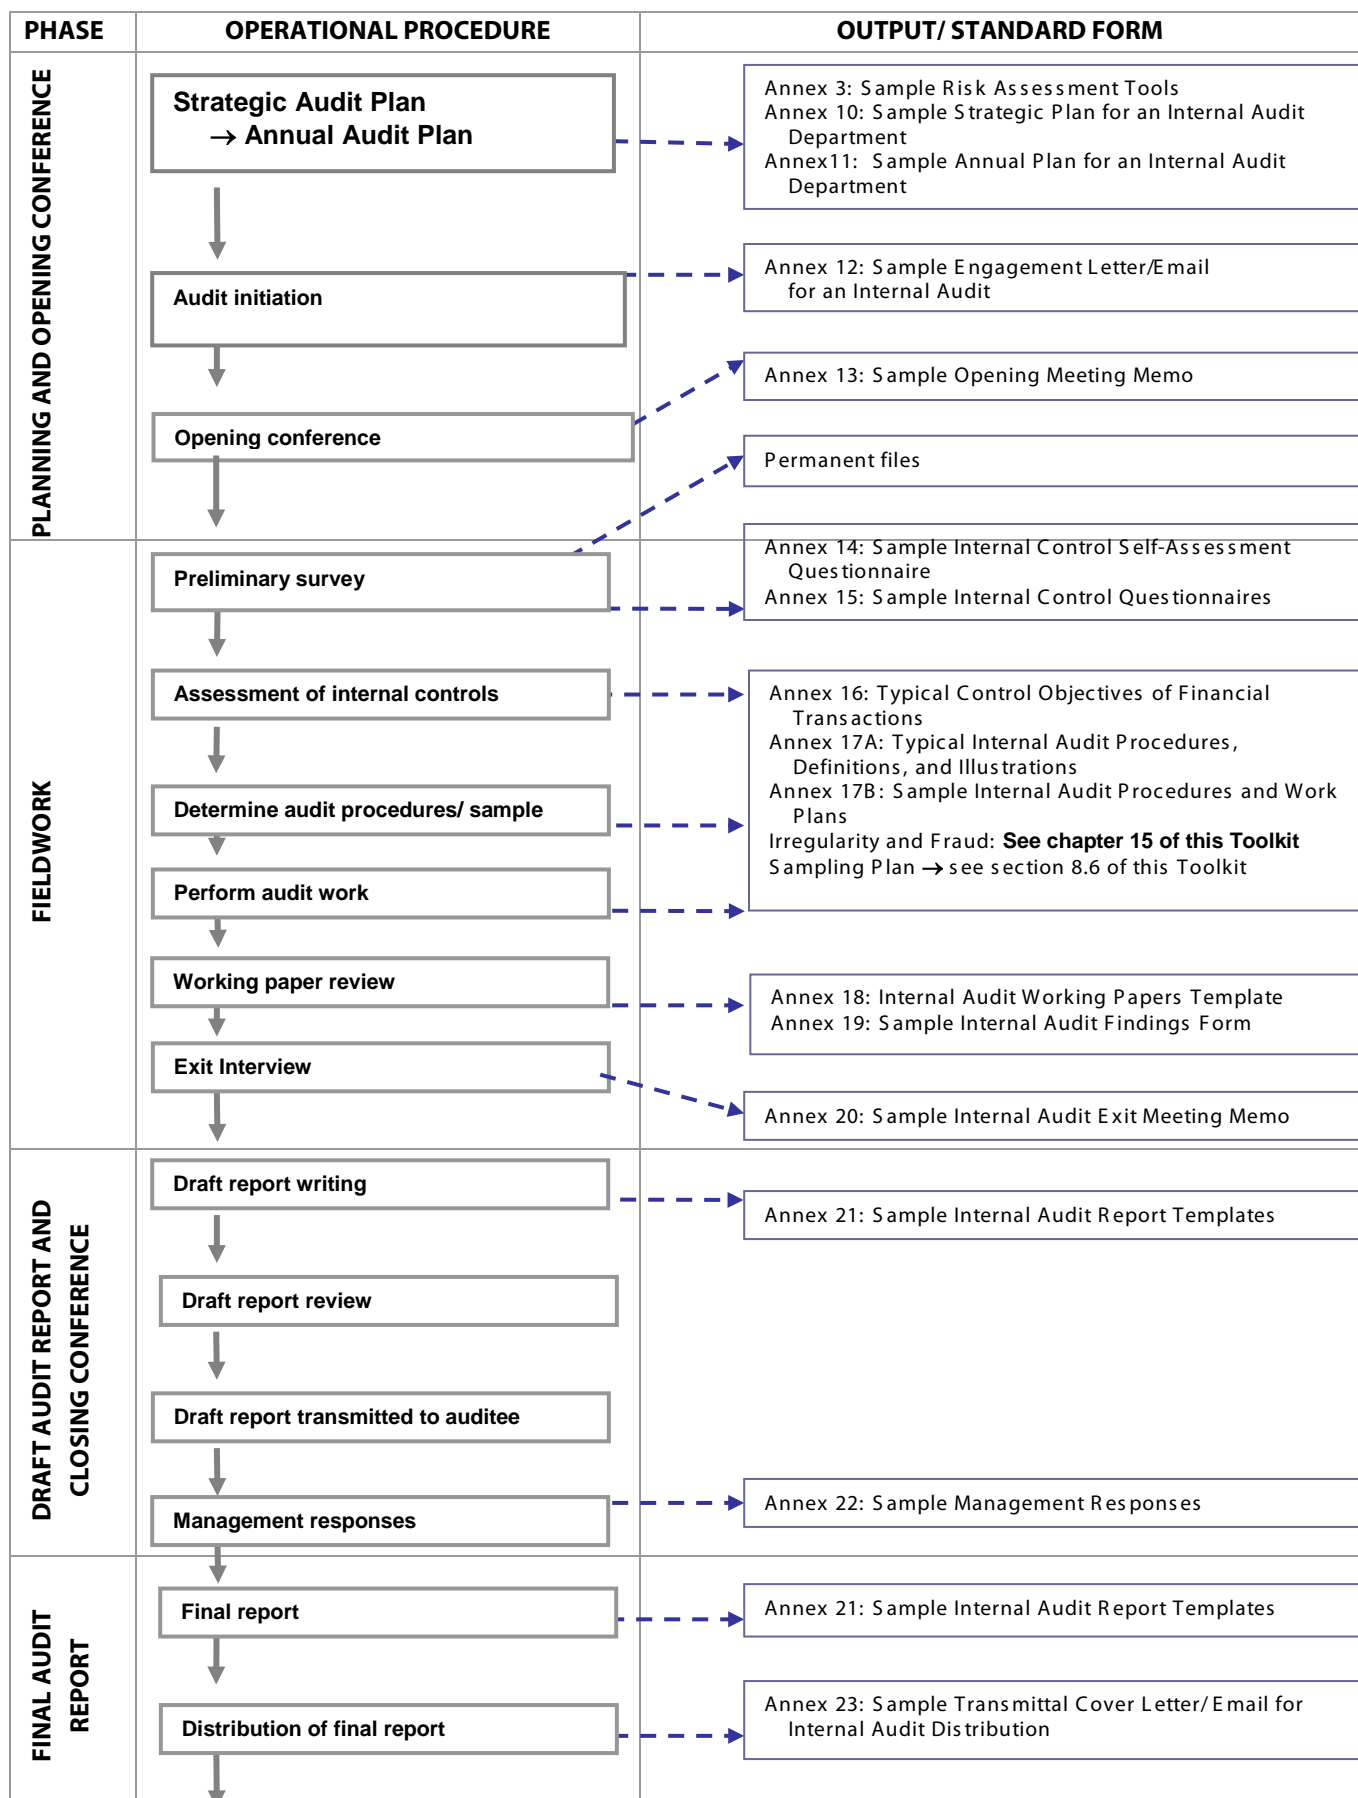 PHASE
OPERATIONAL PROCEDURE
OUTPUT/ STANDARD FORM
PLANNING AND OPENING CONFERENCE
Strategic Audit Plan
→ Annual Audit Plan
Annex 3: Sample Risk Assessment Tools
Annex 10: Sample Strategic Plan for an Internal Audit
Department
Annex11: Sample Annual Plan for an Internal Audit
Department
Audit initiation
Annex 12: Sample Engagement Letter/Email
for an Internal Audit
Opening conference
Annex 13: Sample Opening Meeting Memo
Permanent files
FIELDWORK
Preliminary survey
Annex 14: Sample Internal Control Self-Assessment
Questionnaire
Annex 15: Sample Internal Control Questionnaires
Assessment of internal controls
Determine audit procedures/ sample
Perform audit work
Annex 16: Typical Control Objectives of Financial
Transactions
Annex 17A: Typical Internal Audit Procedures,
Definitions, and Illustrations
Annex 17B: Sample Internal Audit Procedures and Work
Plans
Irregularity and Fraud: See chapter 15 of this Toolkit
Sampling Plan → see section 8.6 of this Toolkit
Working paper review
Annex 18: Internal Audit Working Papers Template
Annex 19: Sample Internal Audit Findings Form
Exit Interview
Annex 20: Sample Internal Audit Exit Meeting Memo
DRAFT AUDIT REPORT AND
CLOSING CONFERENCE
Draft report writing
Annex 21: Sample Internal Audit Report Templates
Draft report review
Draft report transmitted to auditee
Management responses
Annex 22: Sample Management Responses
FINAL AUDIT
REPORT
Final report
Annex 21: Sample Internal Audit Report Templates
Distribution of final report
Annex 23: Sample Transmittal Cover Letter/ Email for
Internal Audit Distribution